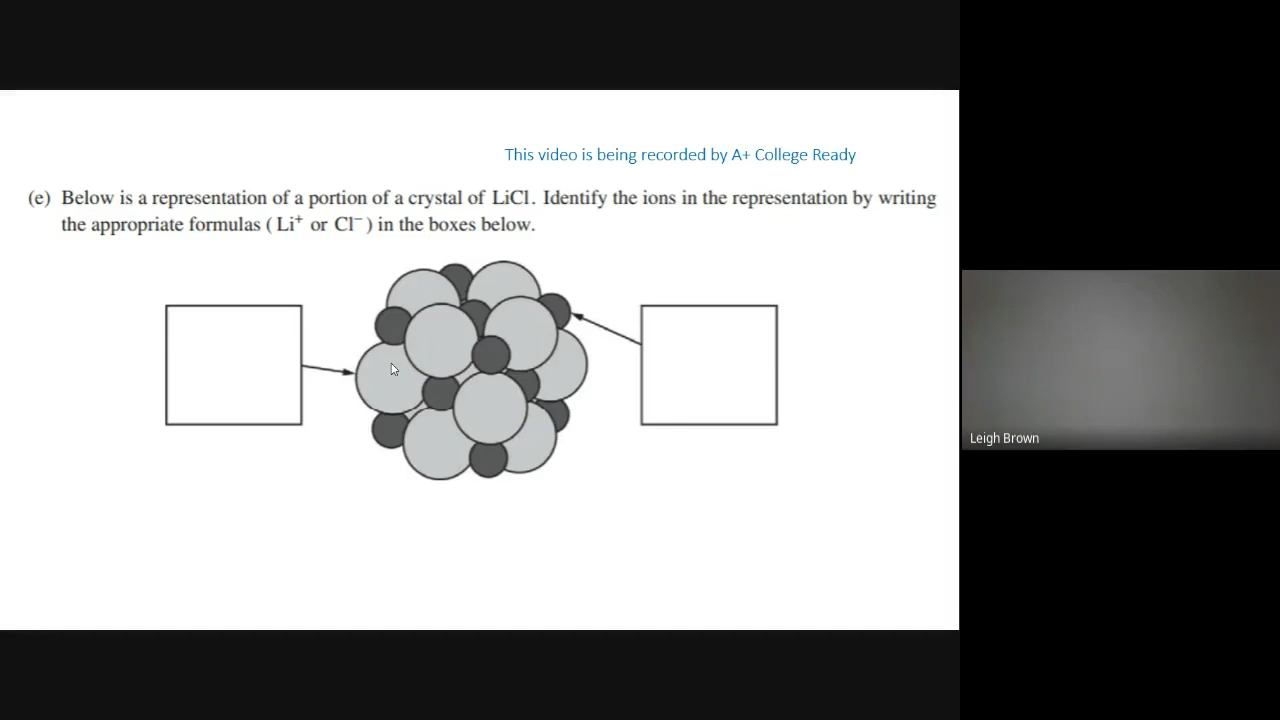 This video is being recorded by A+ College Ready
(e) Below is a representation of a portion of a crystal of LiCl. Identify the ions in the representation by writing
the appropriate formulas ( Li⁺ or Cl⁻ ) in the boxes below.
Leigh Brown